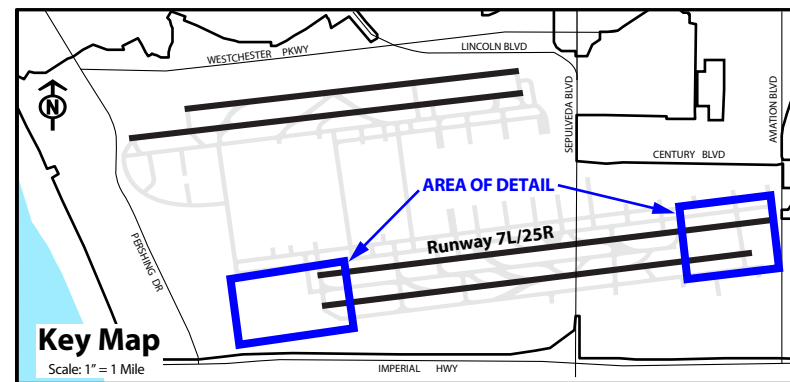 WESTCHESTER PKWY
LINCOLN BLVD
N
SEPULVEDA BLVD
AVIATION BLVD
CENTURY BLVD
AREA OF DETAIL
Runway 7L/25R
PERSHING DR
Key Map
Scale: 1" = 1 Mile
IMPERIAL HWY